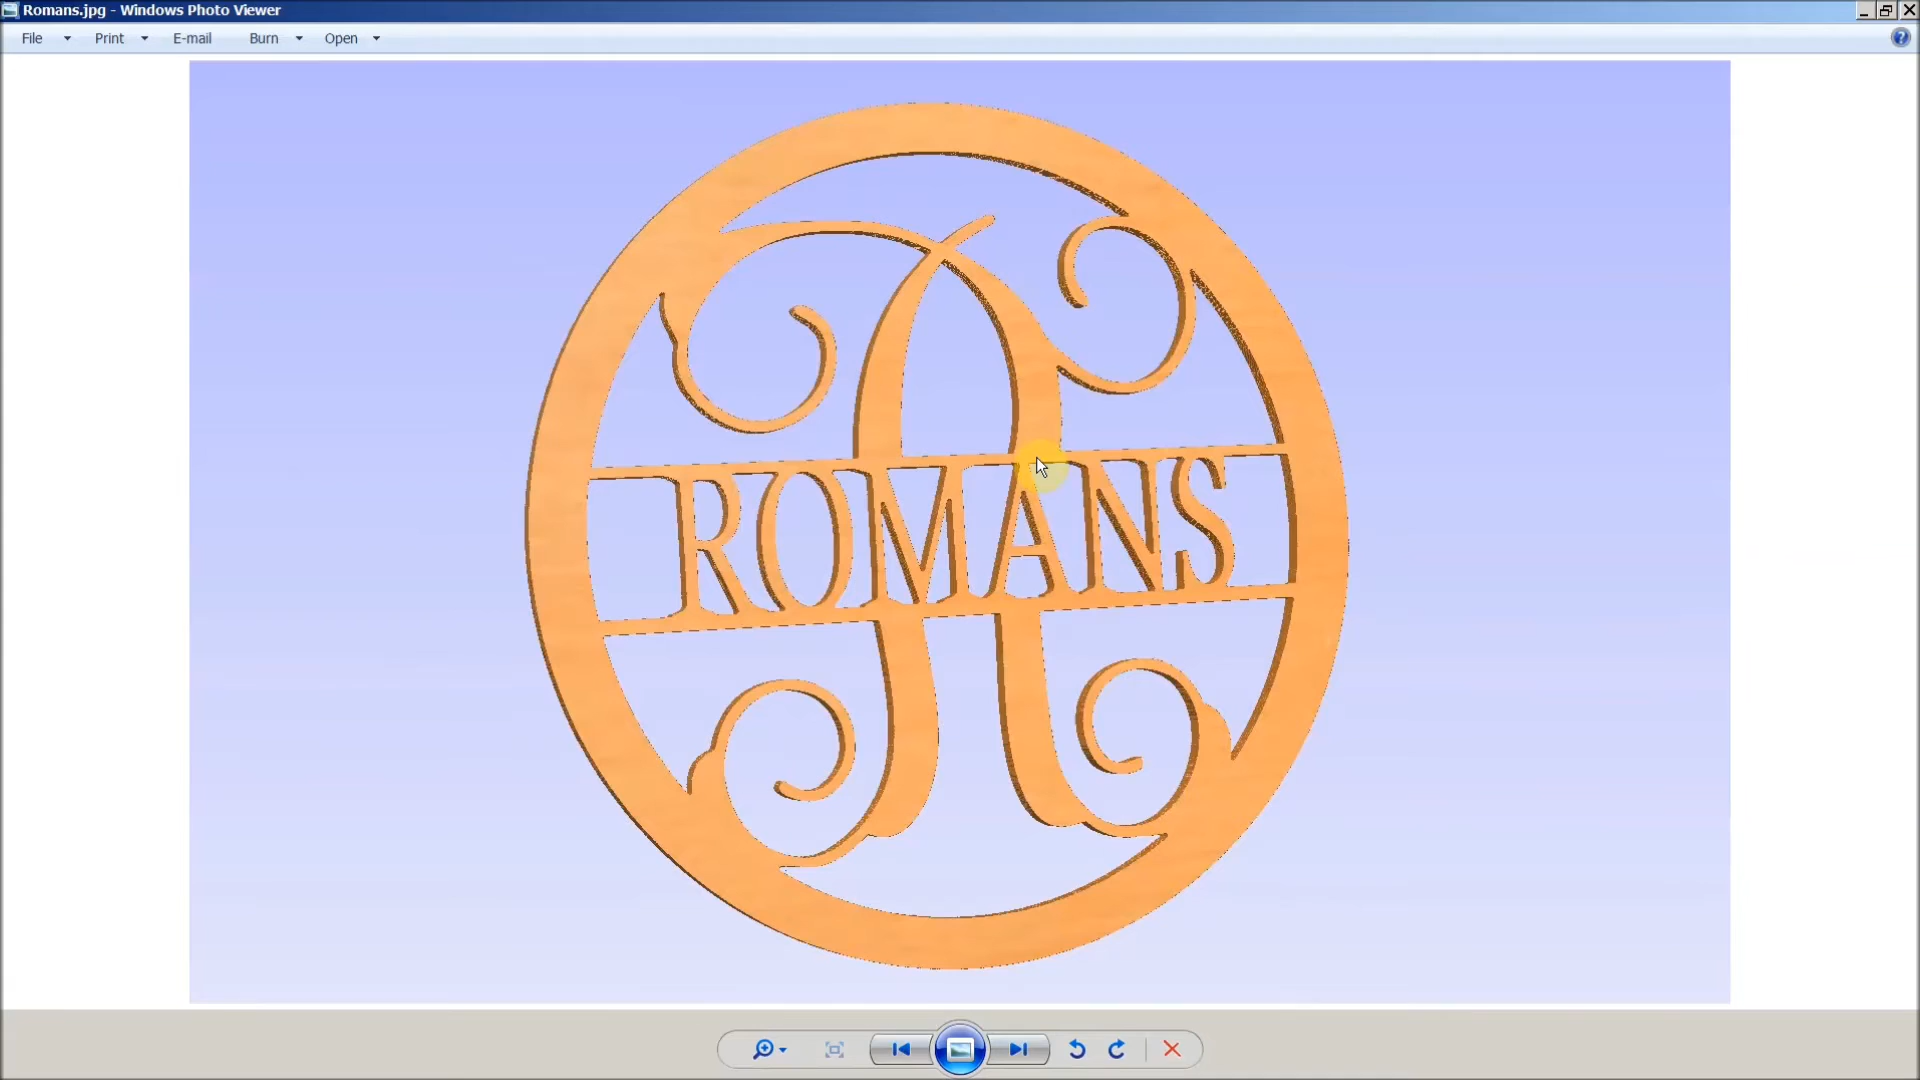 Romans.jpg - Windows Photo Viewer
File Print E-mail Burn Open
A
ROMANS